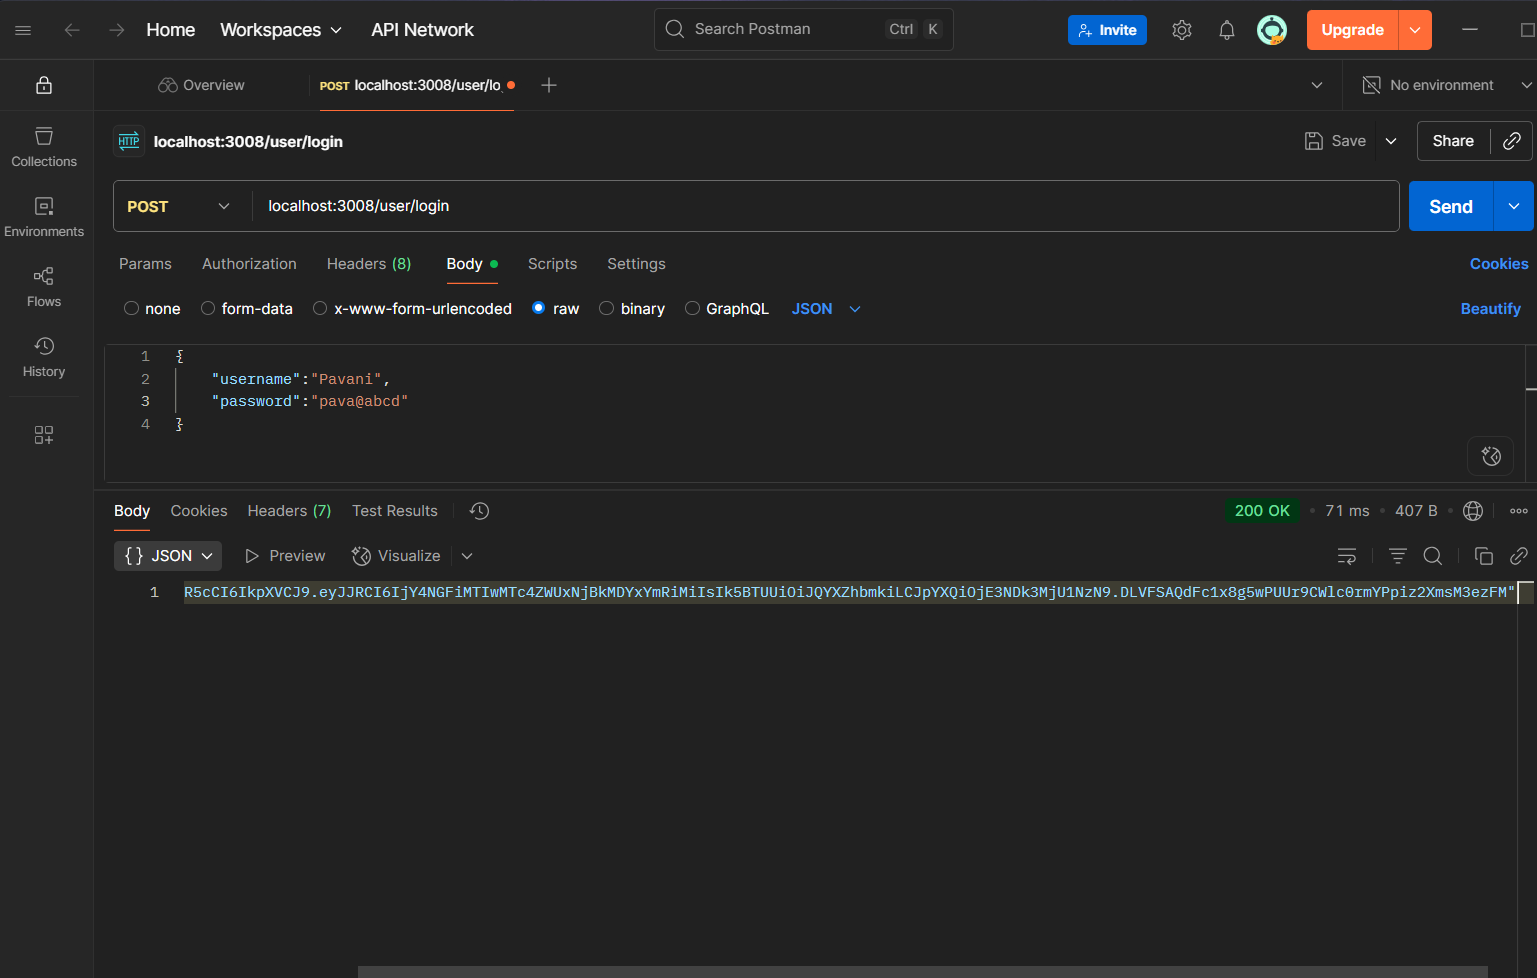 Home Workspaces API Network Search Postman Ctrl K Invite Upgrade
Overview POST localhost:3008/user/lo No environment
HTTP localhost:3008/user/login Save Share
POST localhost:3008/user/login Send
Params Authorization Headers (8) Body Scripts Settings Cookies
none form-data x-www-form-urlencoded raw binary GraphQL JSON Beautify
Collections
Environments
Flows
History
1 {
2 "username":"Pavani",
3 "password":"pava@abcd"
4 }
Body Cookies Headers (7) Test Results 200 OK • 71 ms • 407 B
{} JSON Preview Visualize
1 R5cCI6IkpXVCJ9.eyJJRCI6IjY4NGFiMTIwMTc4ZWUxNjBkMDYxYmRiMiIsIk5BTUUiOiJQYXZhbmkiLCJpYXQiOjE3NDk3MjU1NzN9.DLVFSAQdFc1x8g5wPUUr9CWlc0rmYPpiz2XmsM3ezFM"